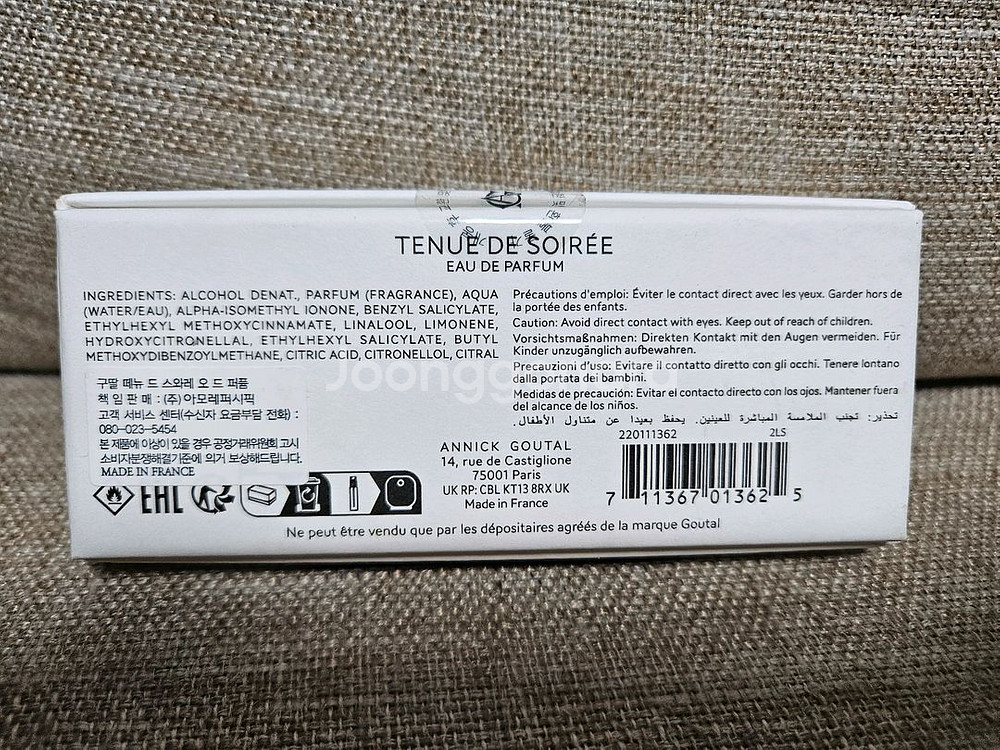 TENUE DE SOIRÉE
EAU DE PARFUM
INGREDIENTS: ALCOHOL DENAT., PARFUM (FRAGRANCE), AQUA
(WATER/EAU), ALPHA-ISOMETHYL IONONE, BENZYL SALICYLATE,
ETHYLHEXYL METHOXYCINNAMATE, LINALOOL, LIMONENE,
HYDROXYCITRONELLAL, ETHYLHEXYL SALICYLATE, BUTYL
METHOXYDIBENZOYLMETHANE, CITRIC ACID, CITRONELLOL, CITRAL
구딸 떼뉴 드 스와레 오 드 퍼퓸
책 임 판 매 : (주) 아모레퍼시픽
고객 서비스 센터(수신자 요금부담 전화) :
080-023-5454
본 제품에 이상이 있을 경우 공정거래위원회 고시
소비자분쟁해결기준에 의거 보상해드립니다.
MADE IN FRANCE
EAC
Précautions d'emploi: Éviter le contact direct avec les yeux. Garder hors de
la portée des enfants.
Caution: Avoid direct contact with eyes. Keep out of reach of children.
Vorsichtsmaßnahmen: Direkten Kontakt mit den Augen vermeiden. Für
Kinder unzugänglich aufbewahren.
Precauzioni d'uso: Evitare il contatto diretto con gli occhi. Tenere lontano
dalla portata dei bambini.
Medidas de precaución: Evitar el contacto directo con los ojos. Mantener fuera
del alcance de los niños.
تحذير: تجنب الملامسة المباشرة للعينين. يحفظ بعيدا عن متناول الأطفال.
ANNICK GOUTAL
14, rue de Castiglione
75001 Paris
UK RP: CBL KT13 8RX UK
Made in France
220111362 2LS
7 11367 01362 5
Ne peut être vendu que par les dépositaires agréés de la marque Goutal